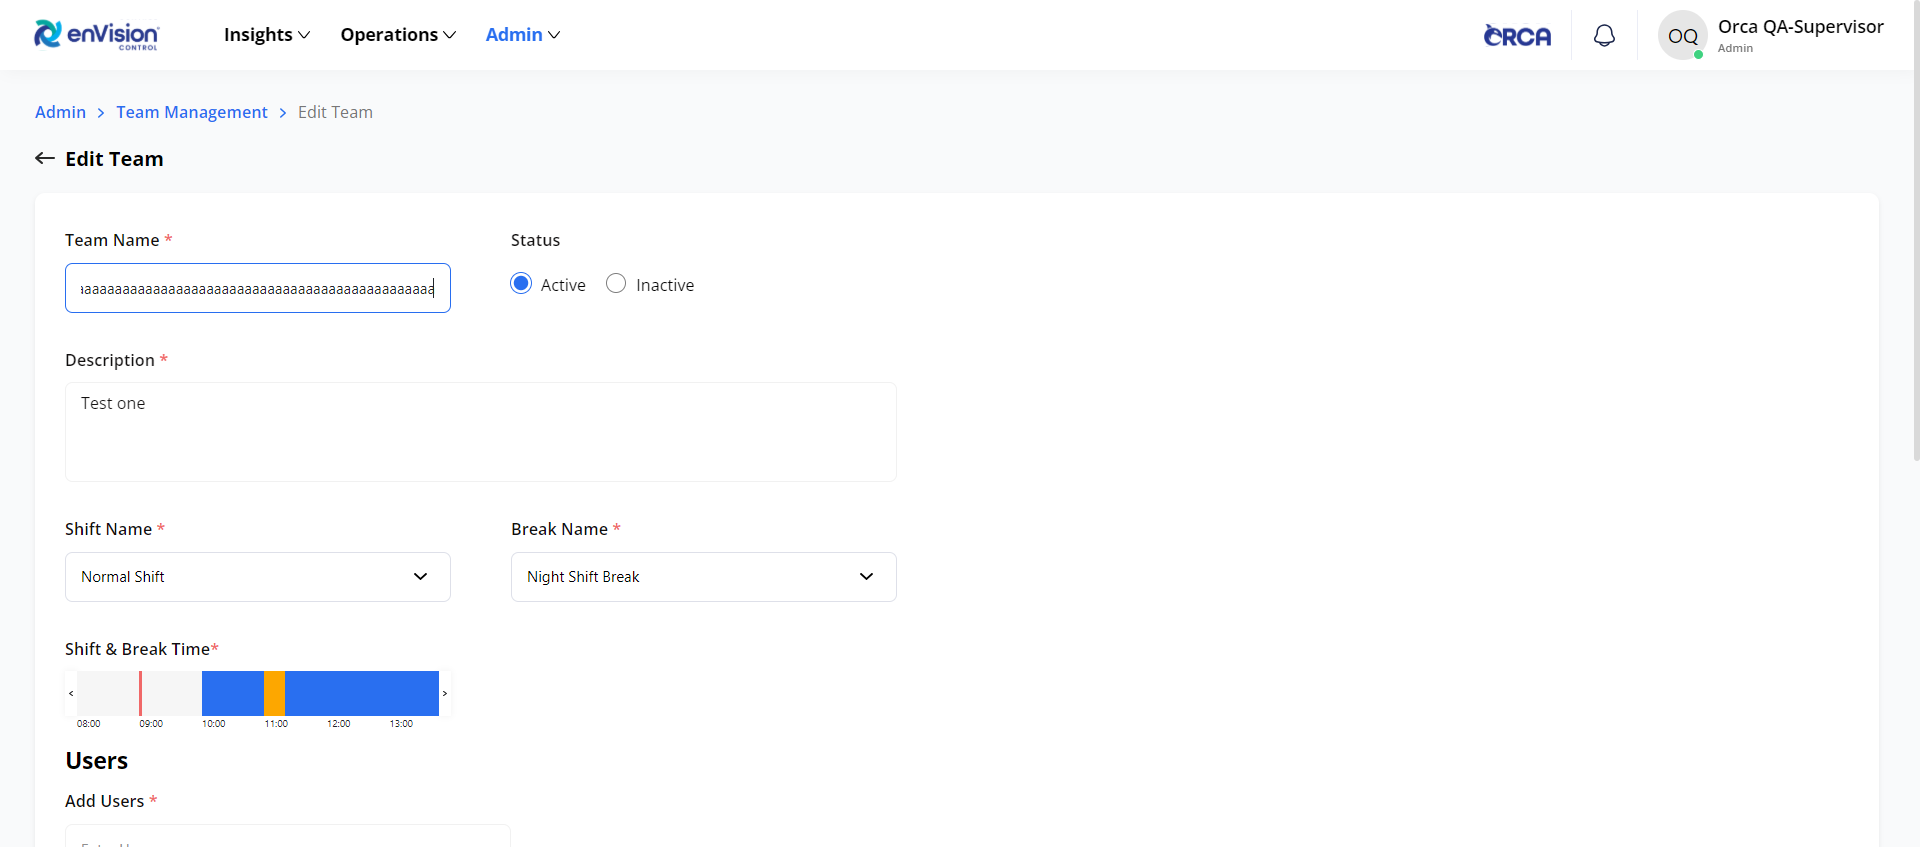 enVision
CONTROL
Insights Operations Admin
ORCA
OQ
Orca QA-Supervisor
Admin
Admin > Team Management > Edit Team
← Edit Team
Team Name * Status
Active Inactive
Description *
Test one
Shift Name * Break Name *
Normal Shift Night Shift Break
Shift & Break Time*
< >
08:00 09:00 10:00 11:00 12:00 13:00
Users
Add Users *